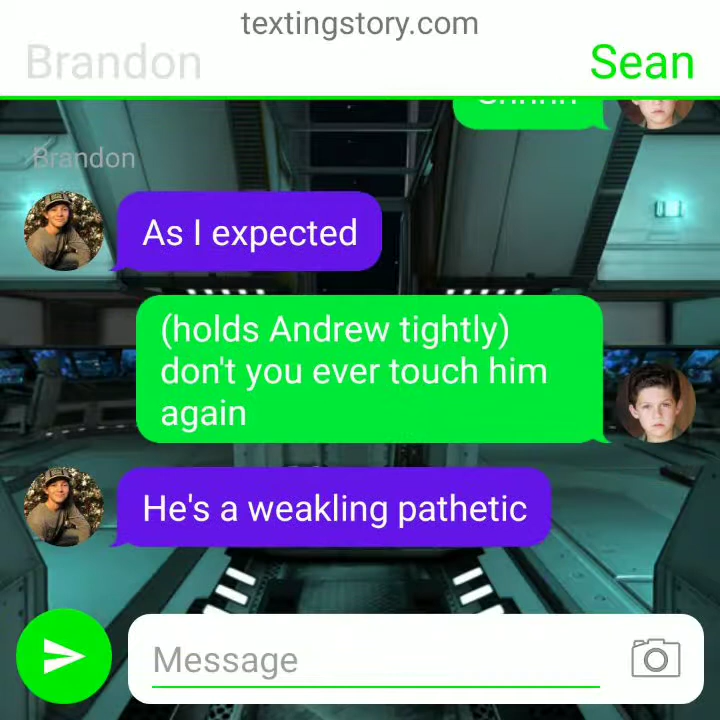 textingstory.com
Brandon
Sean
Brandon
As I expected
(holds Andrew tightly)
don't you ever touch him
again
He's a weakling pathetic
Message